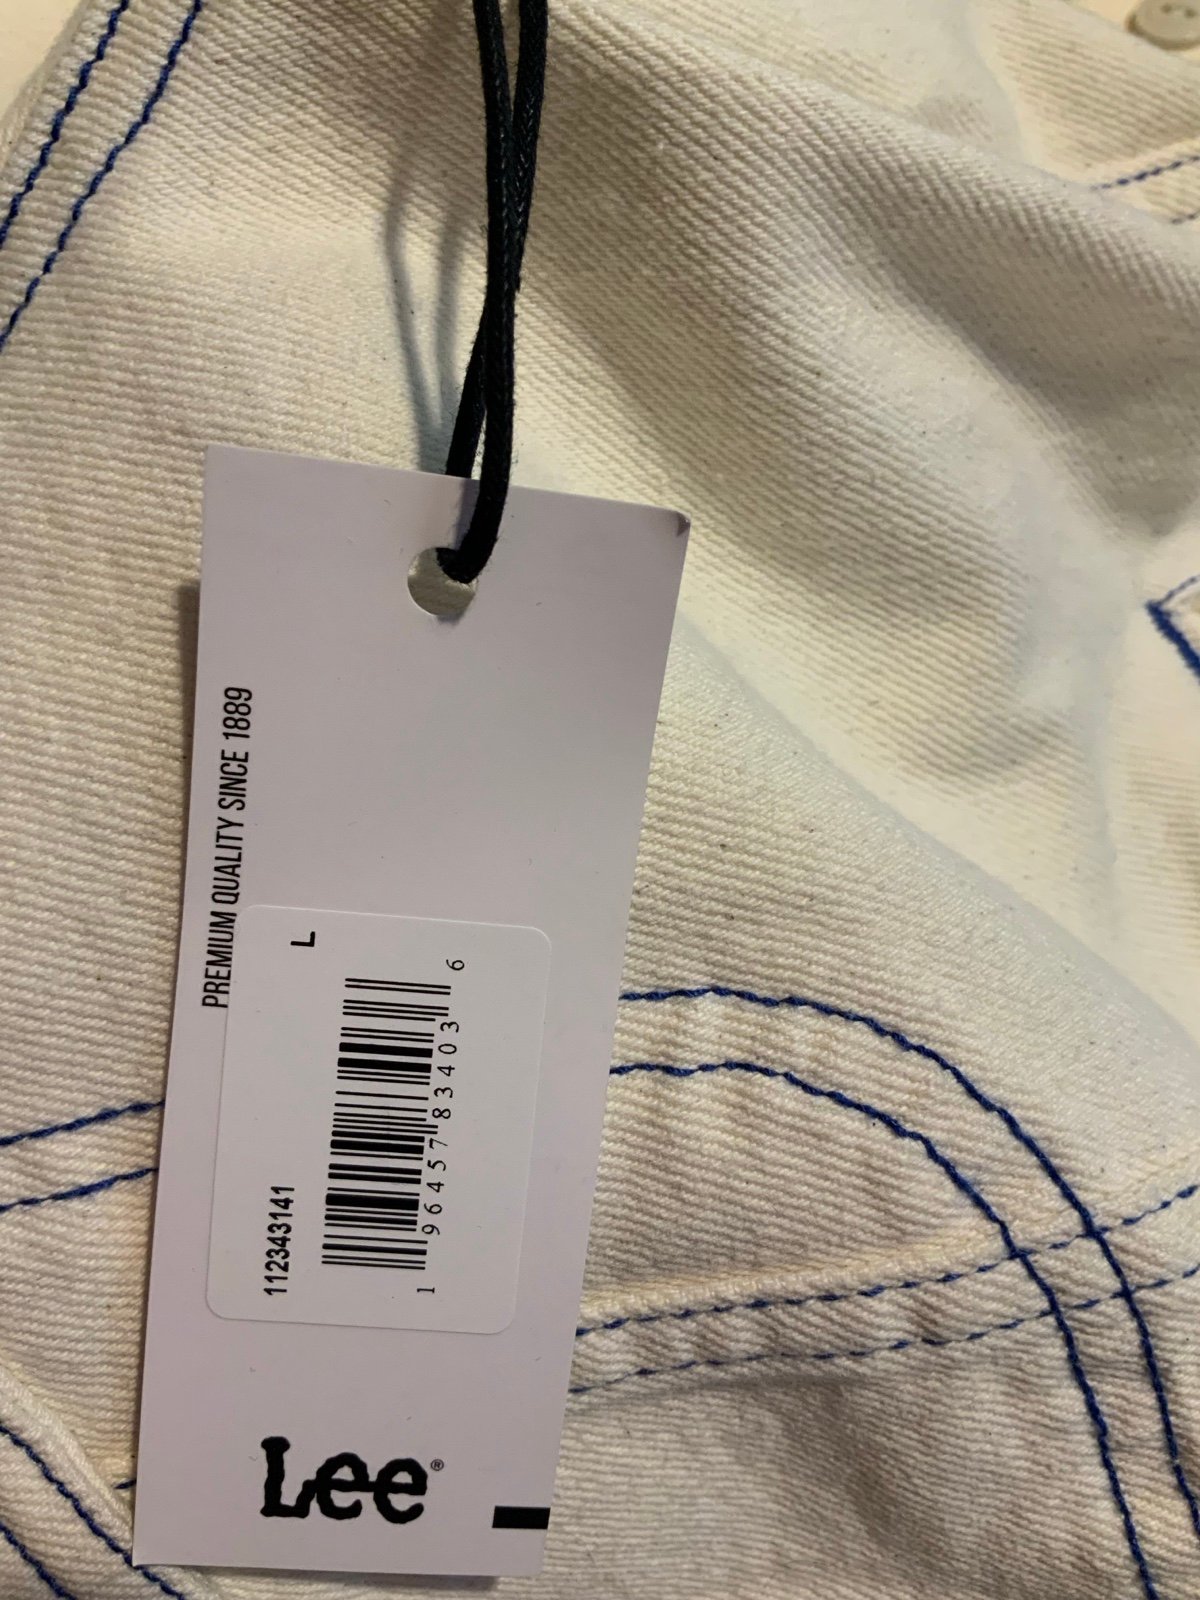 PREMIUM QUALITY SINCE 1889
112343141 L
1 96457 83403 6
Lee®